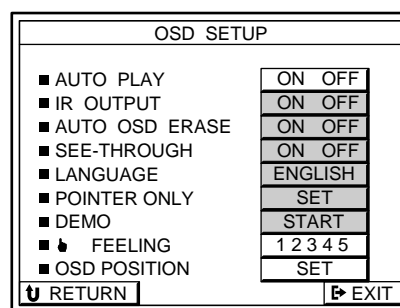 OSD SETUP
AUTO PLAY ON OFF
IR OUTPUT ON OFF
AUTO OSD ERASE ON OFF
SEE-THROUGH ON OFF
LANGUAGE ENGLISH
POINTER ONLY SET
DEMO START
FEELING 1 2 3 4 5
OSD POSITION SET
RETURN EXIT